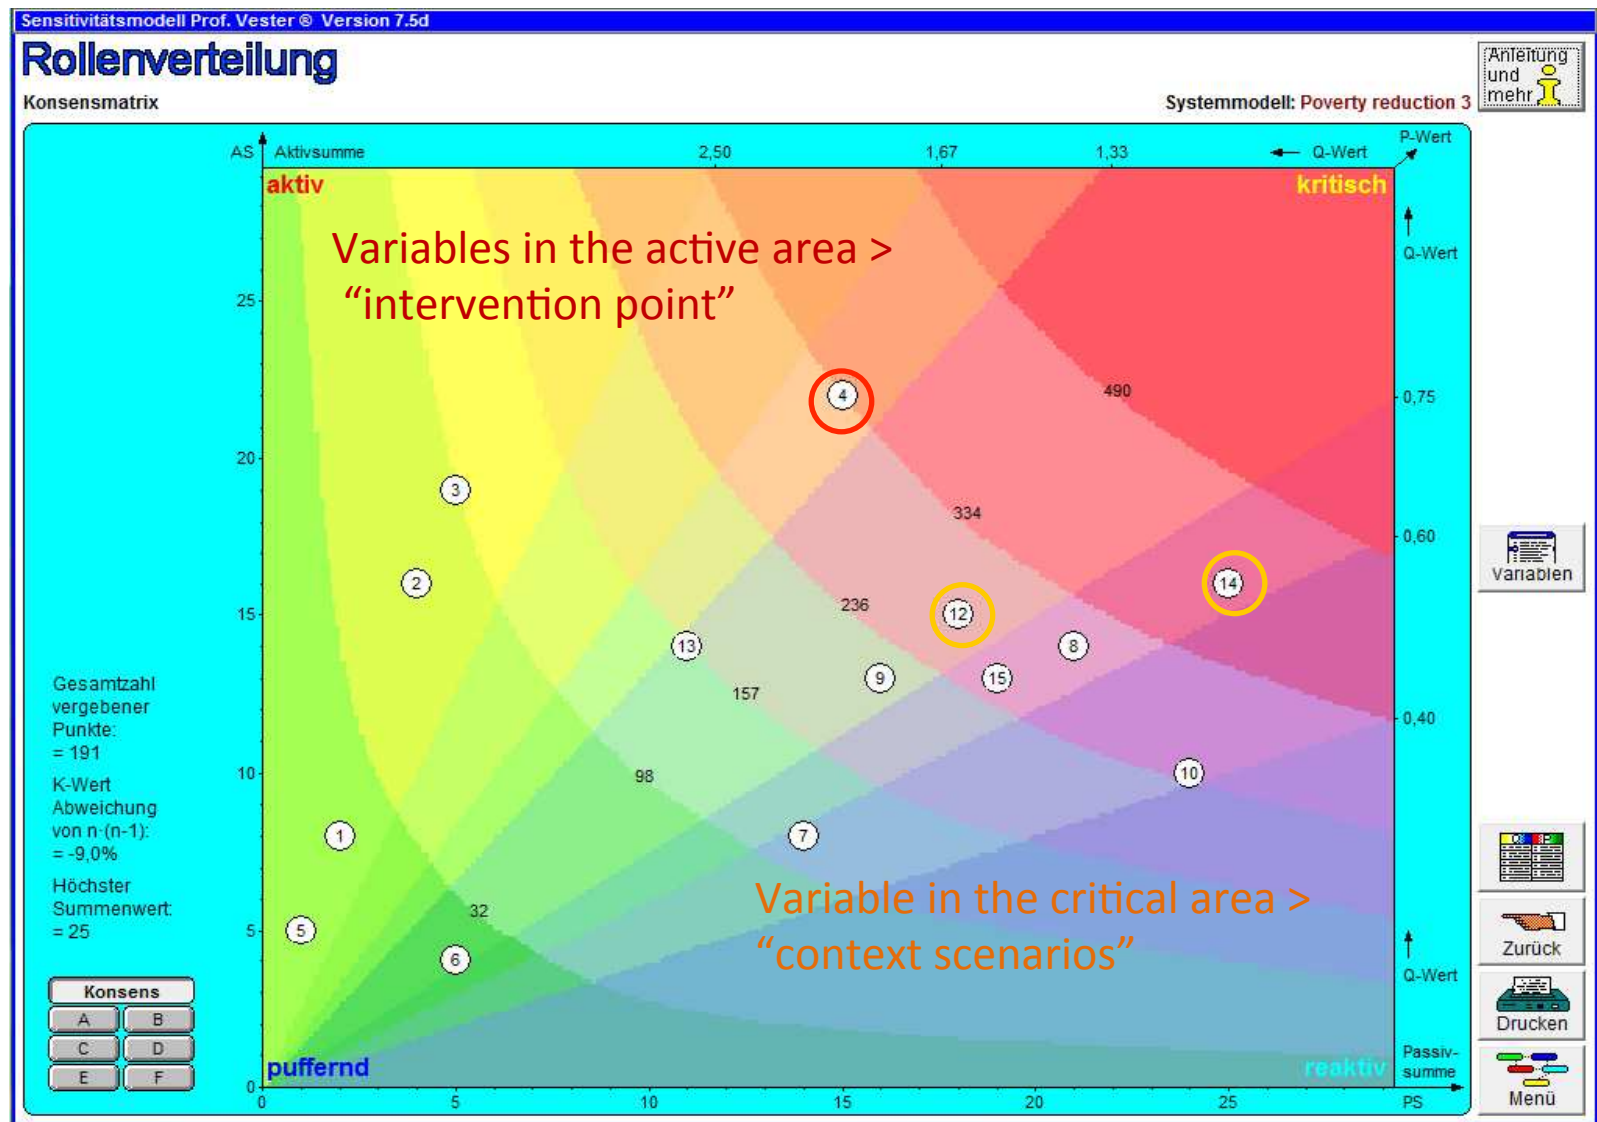 Sensitivitätsmodell Prof. Vester ® Version 7.5d
Rollenverteilung
Konsensmatrix
Systemmodell: Poverty reduction 3
Anleitung
und
mehr
AS
Aktivsumme
2,50
1,67
1,33
Q-Wert
P-Wert
aktiv
kritisch
Q-Wert
Variables in the active area >
“intervention point”
25
4
490
0,75
20
3
334
0,60
Variablen
2
14
15
236
12
13
8
9
15
157
0,40
Gesamtzahl
vergebener
Punkte:
= 191
K-Wert
Abweichung
von n·(n-1):
= -9,0%
Höchster
Summenwert:
= 25
10
98
10
1
7
Variable in the critical area >
“context scenarios”
32
5
5
6
Q-Wert
Zurück
Konsens
A
B
C
D
E
F
Drucken
puffernd
reaktiv
Passiv-
summe
Menü
0
0
5
10
15
20
25
PS